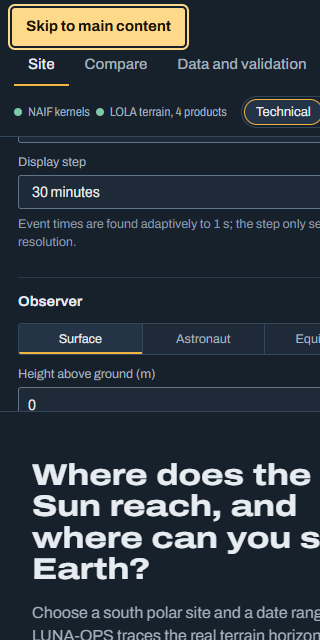 Skip to main content
Site Compare Data and validation
NAIF kernels LOLA terrain, 4 products Technical
Display step
30 minutes
Event times are found adaptively to 1 s; the step only se
resolution.
Observer
Surface Astronaut Equi
Height above ground (m)
0
Where does the
Sun reach, and
where can you s
Earth?
Choose a south polar site and a date rang
LUNA-OPS traces the real terrain horizon